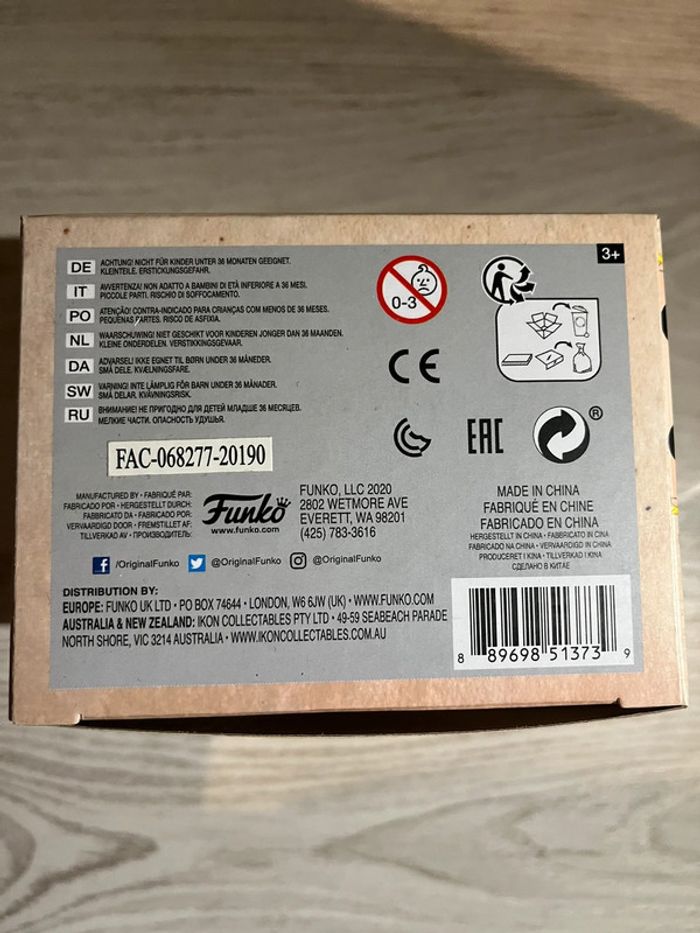 3+
DE ACHTUNG! NICHT FÜR KINDER UNTER 36 MONATEN GEEIGNET.
KLEINTEILE. ERSTICKUNGSGEFAHR.
IT AVVERTENZA! NON ADATTO A BAMBINI DI ETÀ INFERIORE A 36 MESI.
PICCOLE PARTI. RISCHIO DI SOFFOCAMENTO.
PO ATENÇÃO! CONTRA-INDICADO PARA CRIANÇAS COM MENOS DE 36 MESES.
PEQUENAS PARTES. RISCO DE ASFIXIA.
NL WAARSCHUWING! NIET GESCHIKT VOOR KINDEREN JONGER DAN 36 MAANDEN.
KLEINE ONDERDELEN. VERSTIKKINGSGEVAAR.
DA ADVARSEL! IKKE EGNET TIL BØRN UNDER 36 MÅNEDER.
SMÅ DELE. KVÆLNINGSFARE.
SW VARNING! INTE LÄMPLIG FÖR BARN UNDER 36 MÅNADER.
SMÅ DELAR. KVÄVNINGSRISK.
RU ВНИМАНИЕ! НЕ ПРИГОДНО ДЛЯ ДЕТЕЙ МЛАДШЕ 36 МЕСЯЦЕВ.
МЕЛКИЕ ЧАСТИ. ОПАСНОСТЬ УДУШЬЯ.
0-3
CE
EAC
®
FAC-068277-20190
MANUFACTURED BY • FABRIQUÉ PAR:
FABRICADO POR • HERGESTELLT DURCH:
FABBRICATO DA • FABRICADO POR:
VERVAARDIGD DOOR • FREMSTILLET AF:
TILLVERKAD AV • ПРОИЗВОДИТЕЛЬ:
Funko
www.funko.com
FUNKO, LLC 2020
2802 WETMORE AVE
EVERETT, WA 98201
(425) 783-3616
MADE IN CHINA
FABRIQUÉ EN CHINE
FABRICADO EN CHINA
HERGESTELLT IN CHINA • FABBRICATO IN CINA
FABRICADO NA CHINA • VERVAARDIGD IN CHINA
PRODUCERET I KINA • TILLVERKAD I KINA
СДЕЛАНО В КИТАЕ
/OriginalFunko @OriginalFunko @OriginalFunko
DISTRIBUTION BY:
EUROPE: FUNKO UK LTD • PO BOX 74644 • LONDON, W6 6JW (UK) • WWW.FUNKO.COM
AUSTRALIA & NEW ZEALAND: IKON COLLECTABLES PTY LTD • 49-59 SEABEACH PARADE
NORTH SHORE, VIC 3214 AUSTRALIA • WWW.IKONCOLLECTABLES.COM.AU
8 89698 51373 9